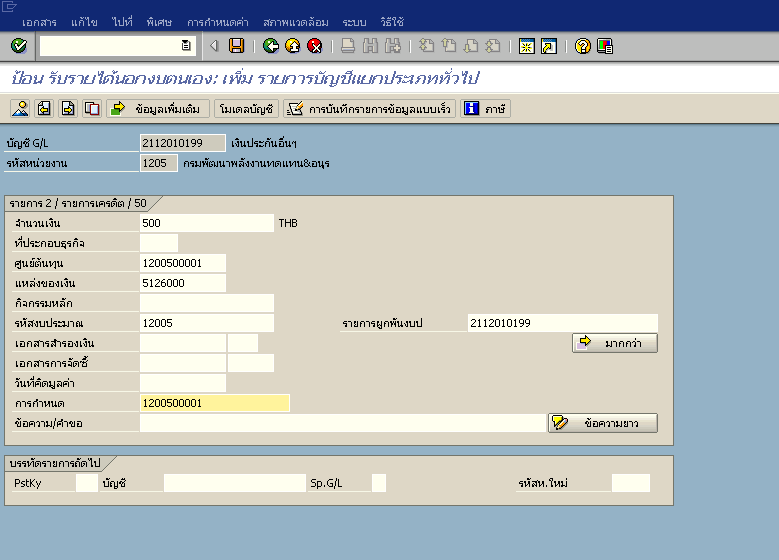 เอกสาร แก้ไข ไปที่ พิเศษ การกำหนดค่า สภาพแวดล้อม ระบบ วิธีใช้
ป้อน รับรายได้นอกงบตนเอง: เพิ่ม รายการบัญชีแยกประเภททั่วไป
ข้อมูลเพิ่มเติม โมเดลบัญชี การบันทึกรายการข้อมูลแบบเร็ว ภาษี
บัญชี G/L 2112010199 เงินประกันอื่นๆ
รหัสหน่วยงาน 1205 กรมพัฒนาพลังงานทดแทน&อนุร
รายการ 2 / รายการเครดิต / 50
จำนวนเงิน 500 THB
ที่ประกอบธุรกิจ
ศูนย์ต้นทุน 1200500001
แหล่งของเงิน 5126000
กิจกรรมหลัก
รหัสงบประมาณ 12005 รายการผูกพันงบป 2112010199
เอกสารสำรองเงิน มากกว่า
เอกสารการจัดซื้
วันที่คิดมูลค่า
การกำหนด 1200500001
ข้อความ/คำขอ ข้อความยาว
บรรทัดรายการถัดไป
PstKy บัญชี Sp.G/L รหัสห.ใหม่